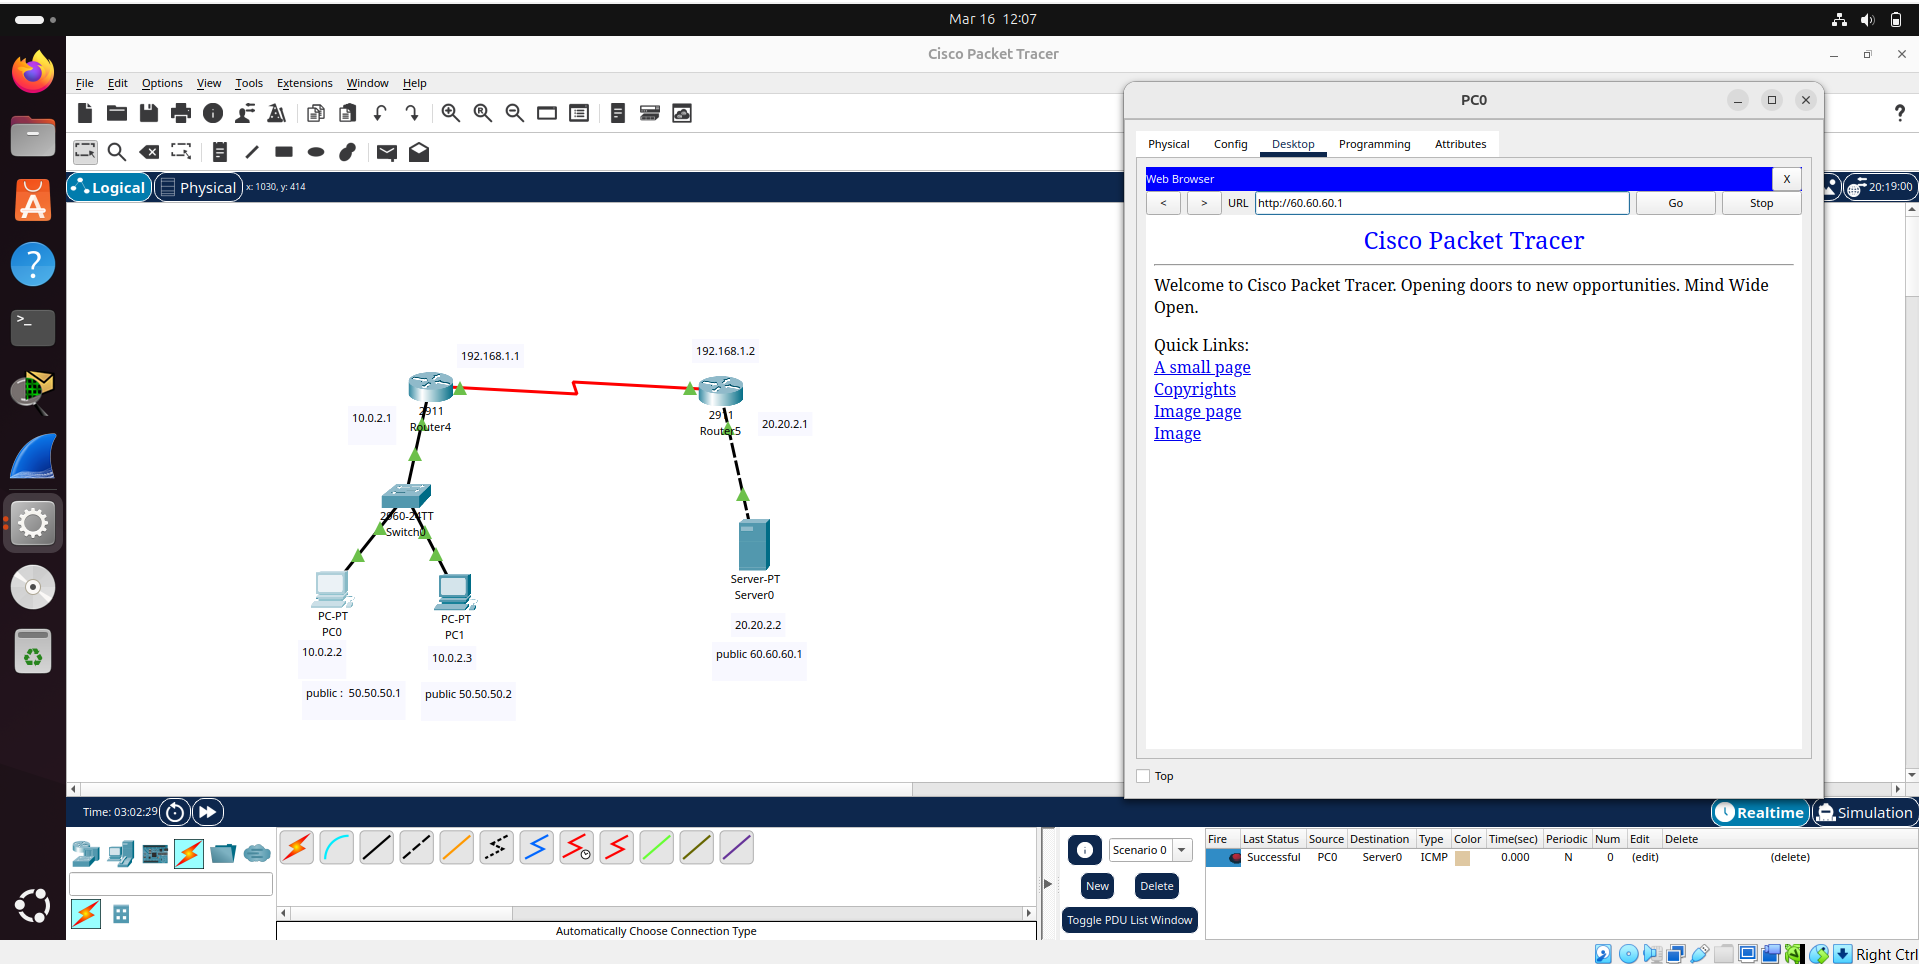 Mar 16 12:07
Cisco Packet Tracer
File Edit Options View Tools Extensions Window Help
Logical Physical x: 1030, y: 414
20:19:00
192.168.1.1
192.168.1.2
10.0.2.1
2911
Router4
2911
Router5
20.20.2.1
2960-24TT
Switch0
PC-PT
PC0
10.0.2.2
public : 50.50.50.1
PC-PT
PC1
10.0.2.3
public 50.50.50.2
Server-PT
Server0
20.20.2.2
public 60.60.60.1
PC0
Physical Config Desktop Programming Attributes
Web Browser X
< > URL http://60.60.60.1 Go Stop
Cisco Packet Tracer
Welcome to Cisco Packet Tracer. Opening doors to new opportunities. Mind Wide
Open.
Quick Links:
A small page
Copyrights
Image page
Image
Top
Time: 03:02:29
Realtime Simulation
Scenario 0
New Delete
Toggle PDU List Window
Fire Last Status Source Destination Type Color Time(sec) Periodic Num Edit Delete
Successful PC0 Server0 ICMP 0.000 N 0 (edit) (delete)
Automatically Choose Connection Type
Right Ctrl